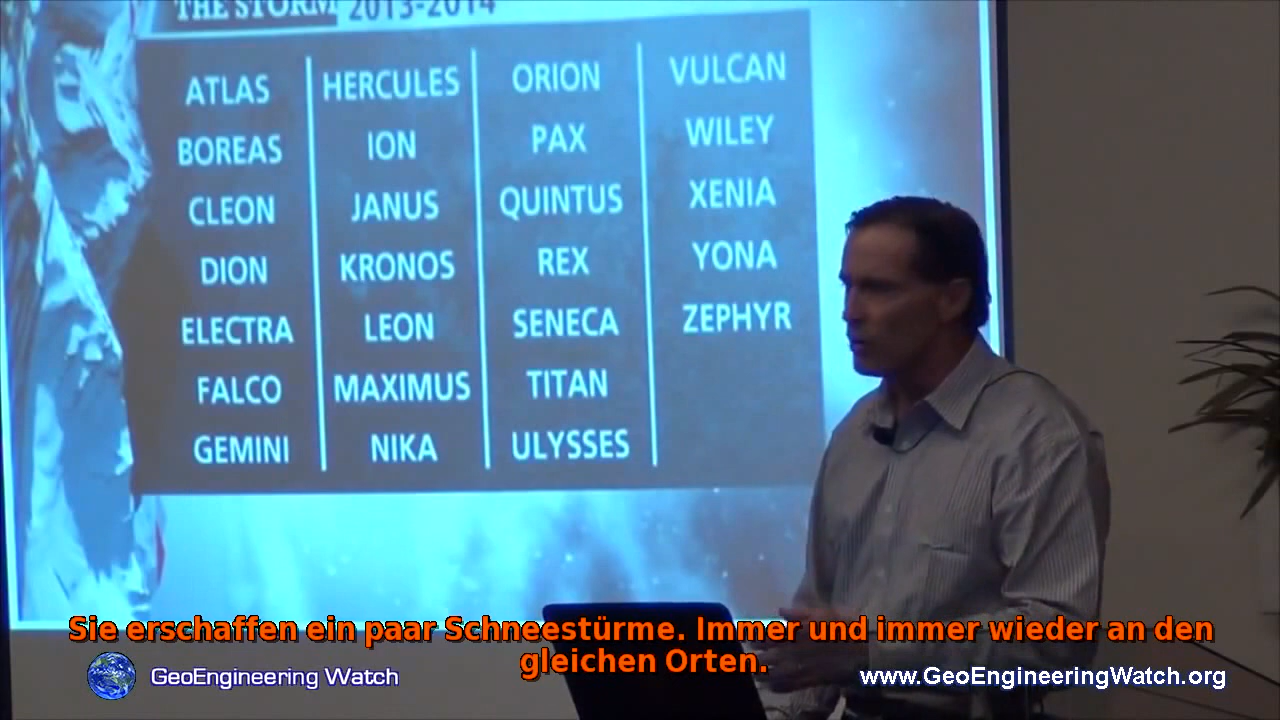 THE STORM 2013-2014
ATLAS
BOREAS
CLEON
DION
ELECTRA
FALCO
GEMINI
HERCULES
ION
JANUS
KRONOS
LEON
MAXIMUS
NIKA
ORION
PAX
QUINTUS
REX
SENECA
TITAN
ULYSSES
VULCAN
WILEY
XENIA
YONA
ZEPHYR
Sie erschaffen ein paar Schneestürme. Immer und immer wieder an den
gleichen Orten.
GeoEngineering Watch
www.GeoEngineeringWatch.org